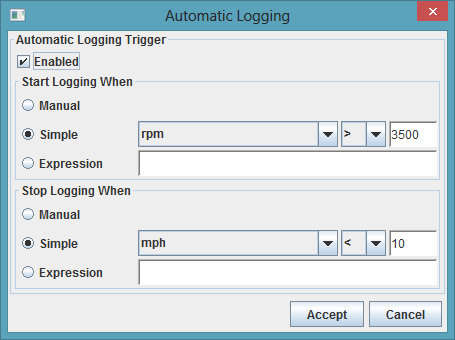 Automatic Logging
Automatic Logging Trigger
Enabled
Start Logging When
Manual
Simple rpm > 3500
Expression
Stop Logging When
Manual
Simple mph < 10
Expression
Accept Cancel